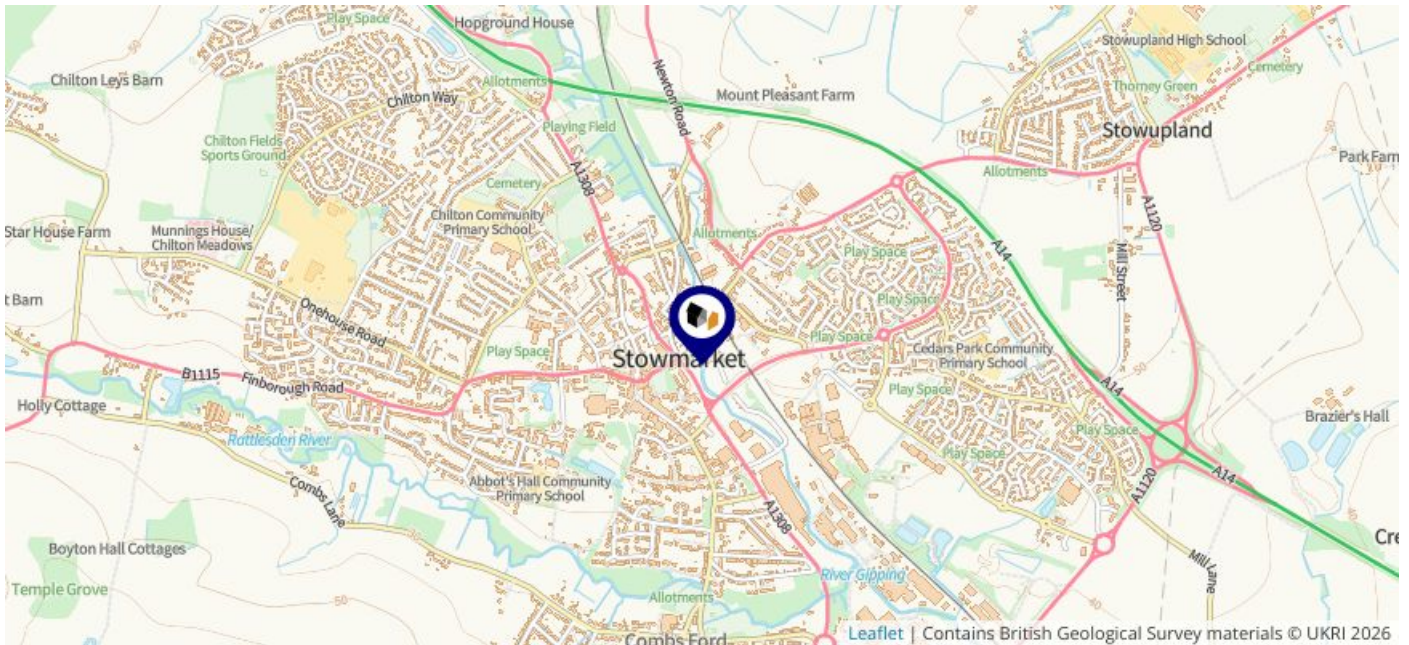 Play Space
Hopground House
Stowupland High School
Chilton Leys Barn
Allotments
Newton Road
Cemetery
Chilton Way
Mount Pleasant Farm
Thorney Green
Playing Field
Stowupland
Chilton Fields
Sports Ground
A1308
Park Farm
Cemetery
Allotments
Chilton Community
Primary School
A1120
Star House Farm
Munnings House/
Chilton Meadows
Allotments
A14
Play Space
Mill Street
t Barn
Onehouse Road
Play Space
Play Space
Stowmarket
Play Space
Cedars Park Community
Primary School
B1115
Finborough Road
A14
Play Space
Holly Cottage
Brazier's Hall
Rattlesden River
Play Space
Play Space
A14
Combs Lane
Abbot's Hall Community
Primary School
A1308
A1120
Cre
Boyton Hall Cottages
Mill Lane
River Gipping
Temple Grove
50
Allotments
40
Combs Ford
Leaflet | Contains British Geological Survey materials © UKRI 2026